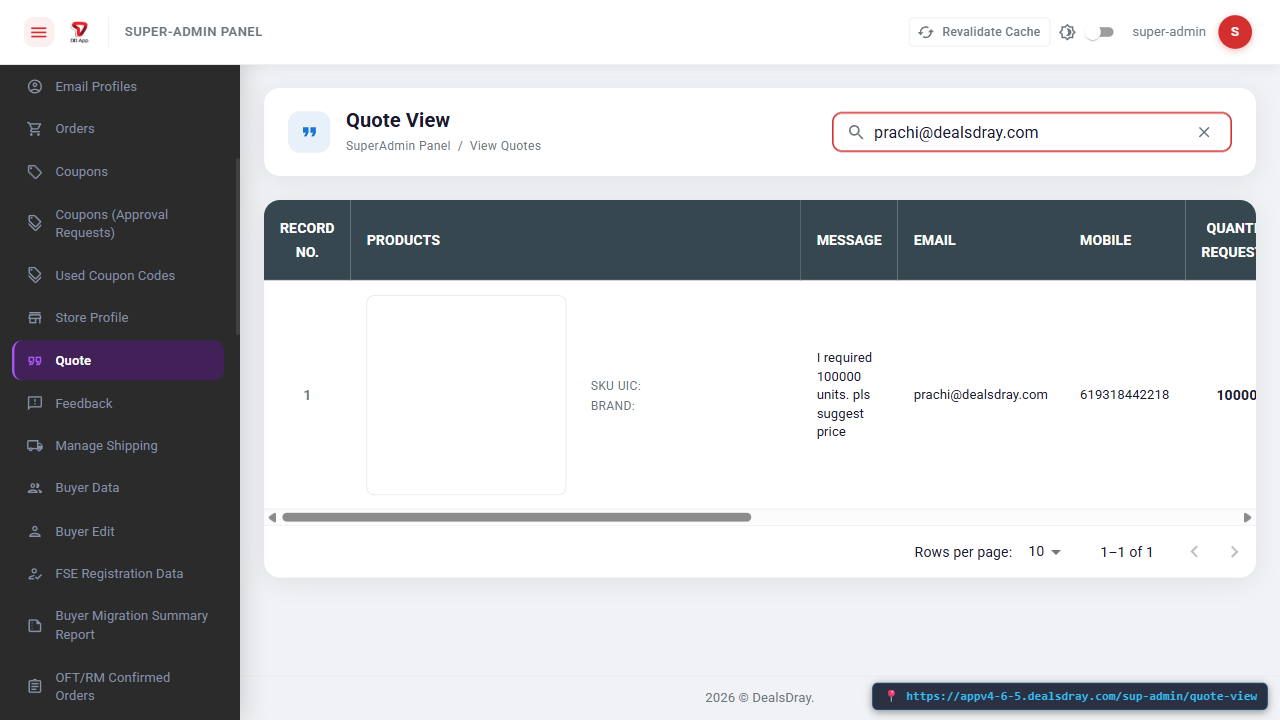 DD App
SUPER-ADMIN PANEL
Revalidate Cache
super-admin
S
Email Profiles
Orders
Coupons
Coupons (Approval
Requests)
Used Coupon Codes
Store Profile
Quote
Feedback
Manage Shipping
Buyer Data
Buyer Edit
FSE Registration Data
Buyer Migration Summary
Report
OFT/RM Confirmed
Orders
Quote View
SuperAdmin Panel / View Quotes
prachi@dealsdray.com
RECORD
NO.
PRODUCTS
MESSAGE
EMAIL
MOBILE
QUANTI
REQUEST
1
SKU UIC:
BRAND:
I required
100000
units. pls
suggest
price
prachi@dealsdray.com
619318442218
10000
Rows per page: 10
1–1 of 1
2026 © DealsDray.
https://appv4-6-5.dealsdray.com/sup-admin/quote-view